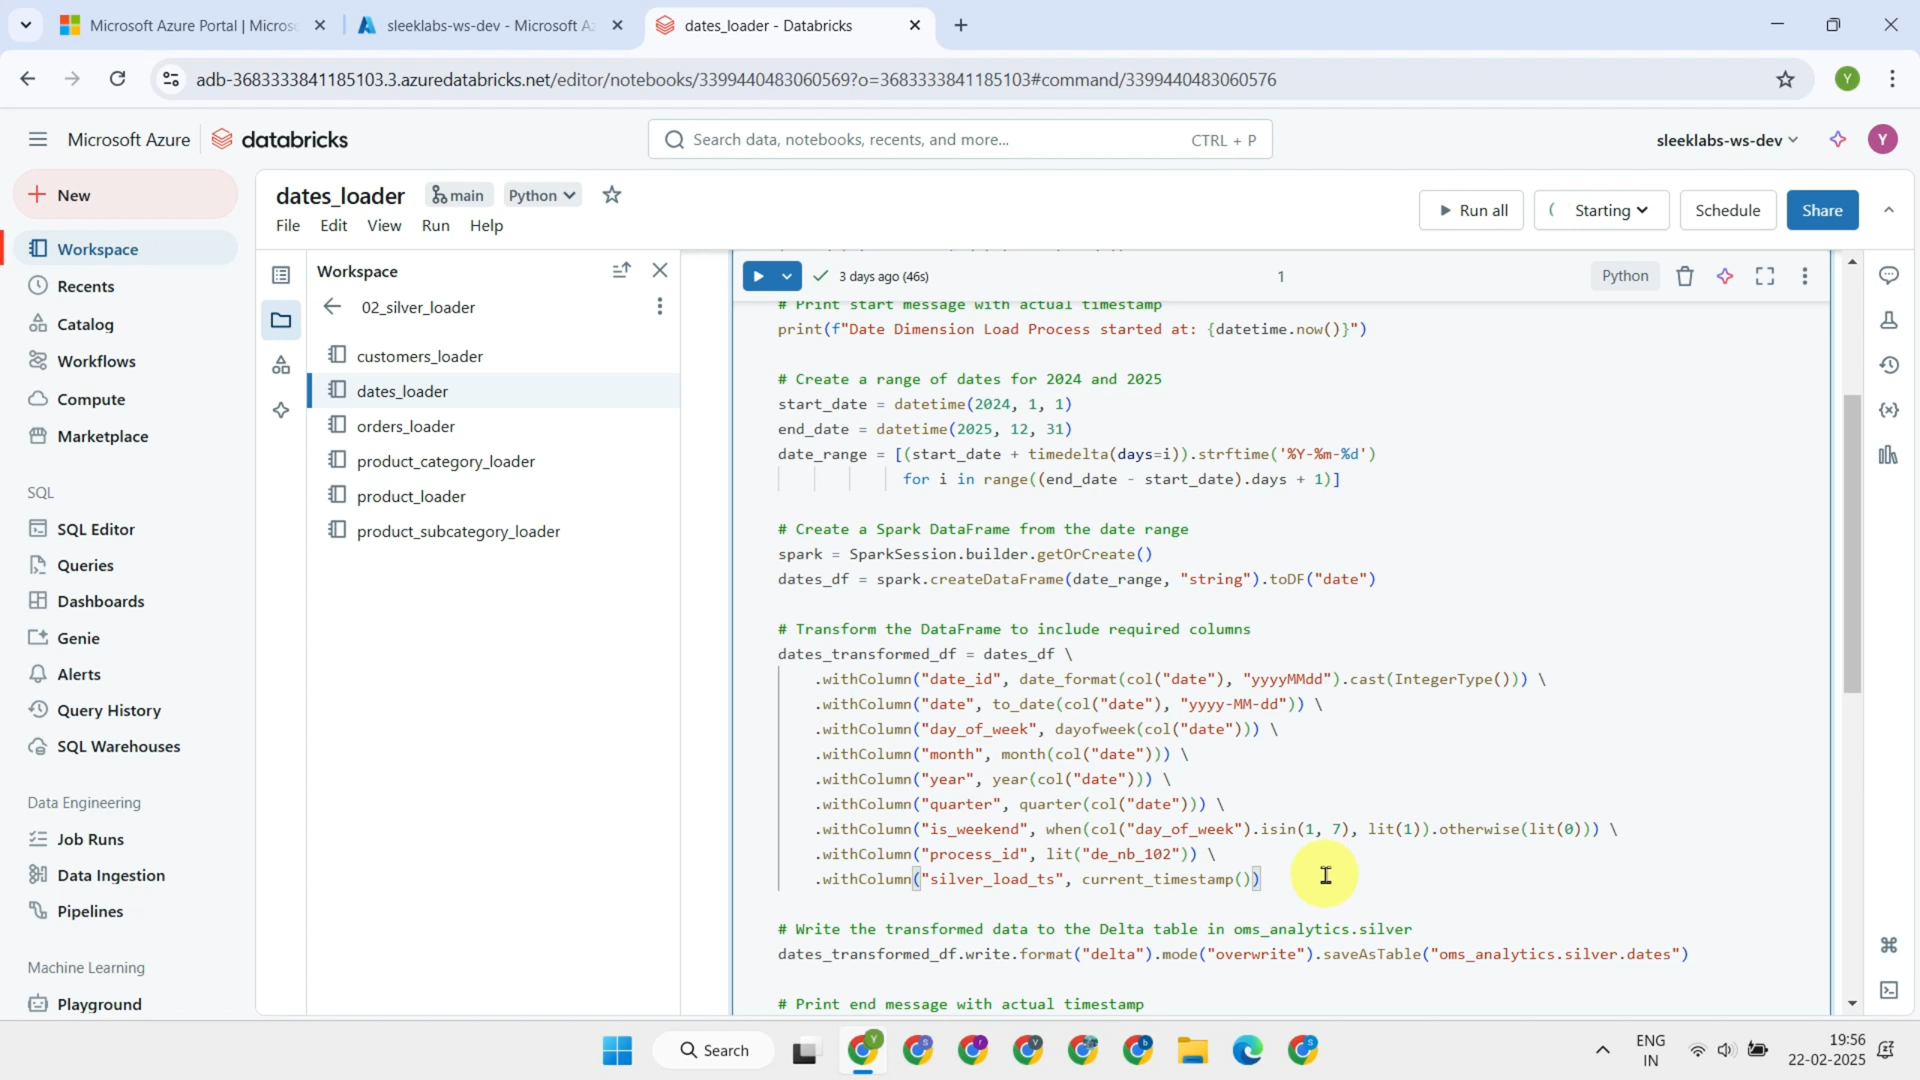 Microsoft Azure Portal | Micros
sleeklabs-ws-dev - Microsoft Az
dates_loader - Databricks
adb-3683333841185103.3.azuredatabricks.net/editor/notebooks/3399440483060569?o=3683333841185103#command/3399440483060576
Y
Microsoft Azure
databricks
Search data, notebooks, recents, and more...
CTRL + P
sleeklabs-ws-dev
Y
New
Workspace
Recents
Catalog
Workflows
Compute
Marketplace
SQL
SQL Editor
Queries
Dashboards
Genie
Alerts
Query History
SQL Warehouses
Data Engineering
Job Runs
Data Ingestion
Pipelines
Machine Learning
Playground
dates_loader
main
Python
File Edit View Run Help
Run all
Starting
Schedule
Share
Workspace
02_silver_loader
customers_loader
dates_loader
orders_loader
product_category_loader
product_loader
product_subcategory_loader
3 days ago (46s)
1
Python
# Print start message with actual timestamp
print(f"Date Dimension Load Process started at: {datetime.now()}")
# Create a range of dates for 2024 and 2025
start_date = datetime(2024, 1, 1)
end_date = datetime(2025, 12, 31)
date_range = [(start_date + timedelta(days=i)).strftime('%Y-%m-%d')
for i in range((end_date - start_date).days + 1)]
# Create a Spark DataFrame from the date range
spark = SparkSession.builder.getOrCreate()
dates_df = spark.createDataFrame(date_range, "string").toDF("date")
# Transform the DataFrame to include required columns
dates_transformed_df = dates_df \
.withColumn("date_id", date_format(col("date"), "yyyyMMdd").cast(IntegerType())) \
.withColumn("date", to_date(col("date"), "yyyy-MM-dd")) \
.withColumn("day_of_week", dayofweek(col("date"))) \
.withColumn("month", month(col("date"))) \
.withColumn("year", year(col("date"))) \
.withColumn("quarter", quarter(col("date"))) \
.withColumn("is_weekend", when(col("day_of_week").isin(1, 7), lit(1)).otherwise(lit(0))) \
.withColumn("process_id", lit("de_nb_102")) \
.withColumn("silver_load_ts", current_timestamp())
# Write the transformed data to the Delta table in oms_analytics.silver
dates_transformed_df.write.format("delta").mode("overwrite").saveAsTable("oms_analytics.silver.dates")
# Print end message with actual timestamp
Search
ENG
IN
19:56
22-02-2025